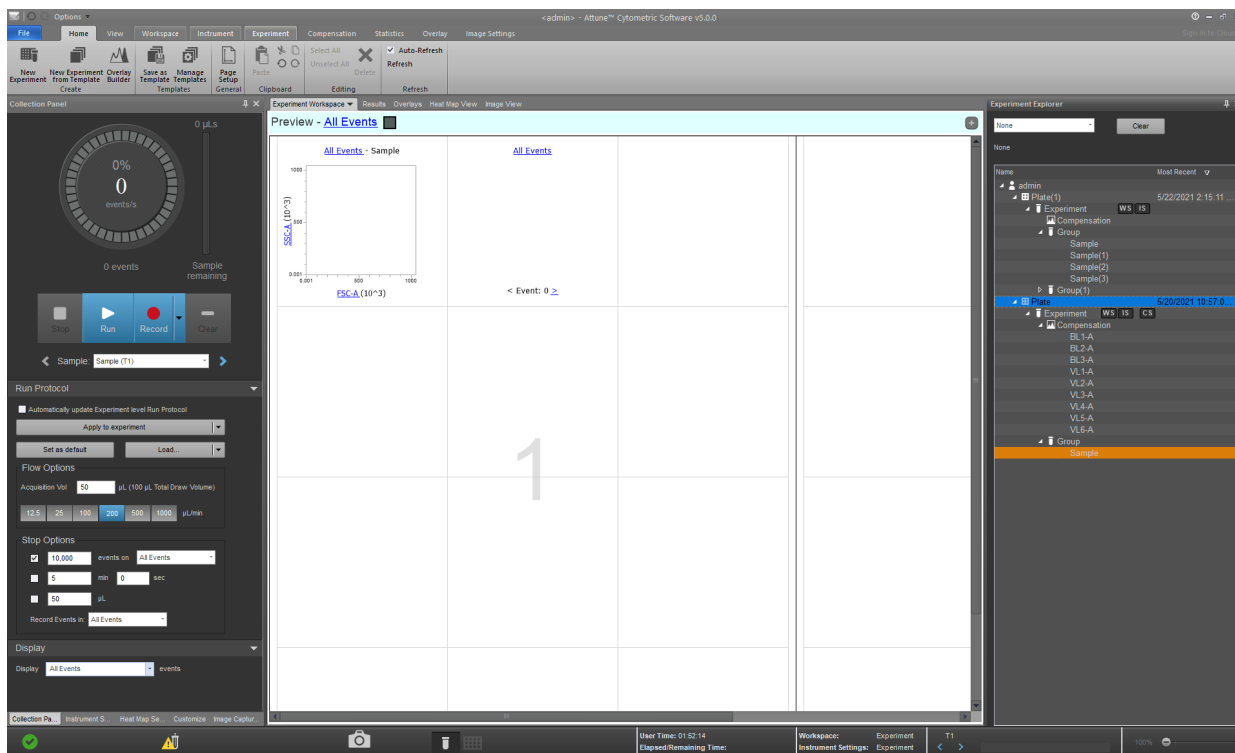 Options
<admin> - Attune™ Cytometric Software v5.0.0
File Home View Workspace Instrument Experiment Compensation Statistics Overlay Image Settings
New Experiment
New Experiment from Template
Overlay Builder
Create
Save as Template
Manage Templates
Templates
Page Setup
General
Paste
Clipboard
Select All
Unselect All
Delete
Editing
Auto-Refresh
Refresh
Refresh
Collection Panel
0 µLs
0%
0
events/s
0 events
Sample remaining
Stop Run Record Clear
Sample: Sample (T1)
Run Protocol
Automatically update Experiment level Run Protocol
Apply to experiment
Set as default Load...
Flow Options
Acquisition Vol 50 µL (100 µL Total Draw Volume)
12.5 25 100 200 500 1000 µL/min
Stop Options
10,000 events on All Events
5 min 0 sec
50 µL
Record Events in: All Events
Display
Display All Events events
Collection Pa... Instrument S... Heat Map Se... Customize Image Captur...
Experiment Workspace Results Overlays Heat Map View Image View
Preview - All Events
All Events - Sample
1000
500
0.001
SSC-A (10^3)
0.001 500 1000
FSC-A (10^3)
All Events
< Event: 0 >
1
Experiment Explorer
None Clear
None
Name Most Recent
admin
Plate(1) 5/22/2021 2:15:11 ...
Experiment WS IS
Compensation
Group
Sample
Sample(1)
Sample(2)
Sample(3)
Group(1)
Plate 5/20/2021 10:57:0...
Experiment WS IS CS
Compensation
BL1-A
BL2-A
BL3-A
VL1-A
VL2-A
VL3-A
VL4-A
VL5-A
VL6-A
Group
Sample
User Time: 01:52:14
Elapsed/Remaining Time:
Workspace: Experiment
Instrument Settings: Experiment
T1
100%